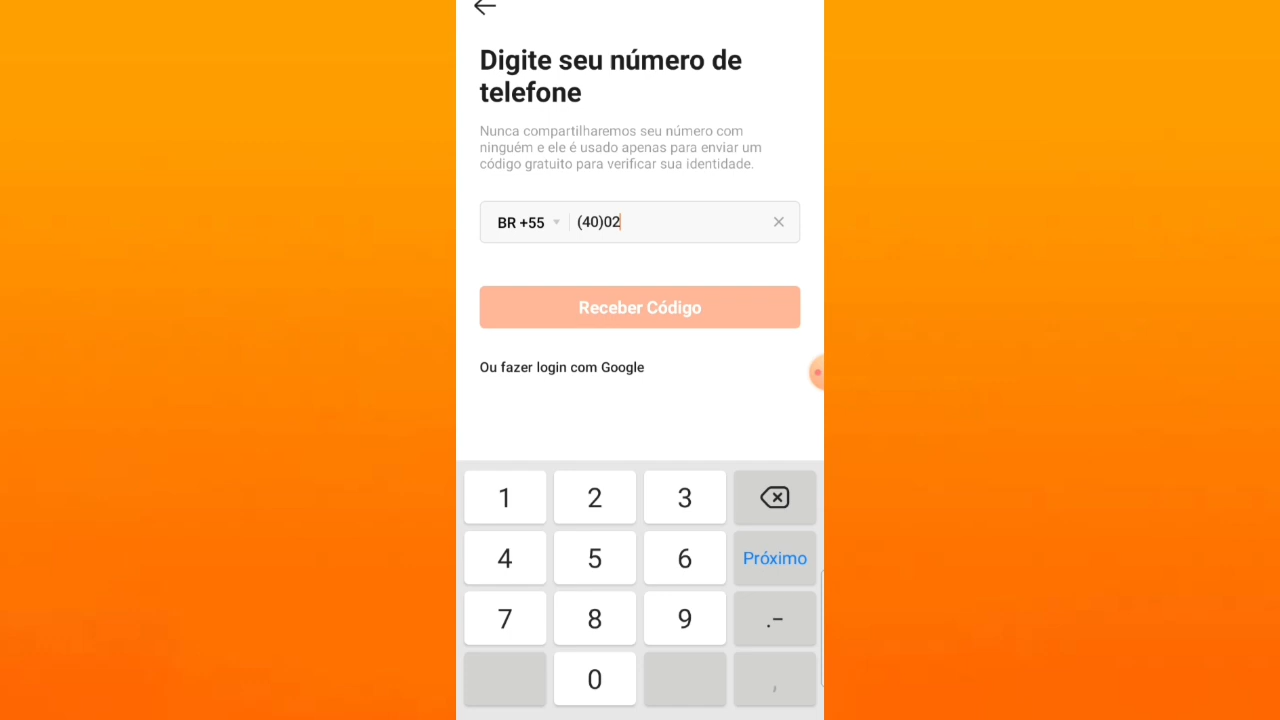 Digite seu número de
telefone
Nunca compartilharemos seu número com
ninguém e ele é usado apenas para enviar um
código gratuito para verificar sua identidade.
BR +55 (40)02
Receber Código
Ou fazer login com Google
1 2 3
4 5 6 Próximo
7 8 9 .–
0 ,